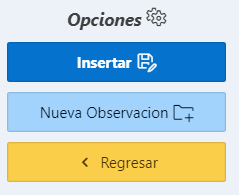 Opciones
Insertar
Nueva Observacion
Regresar